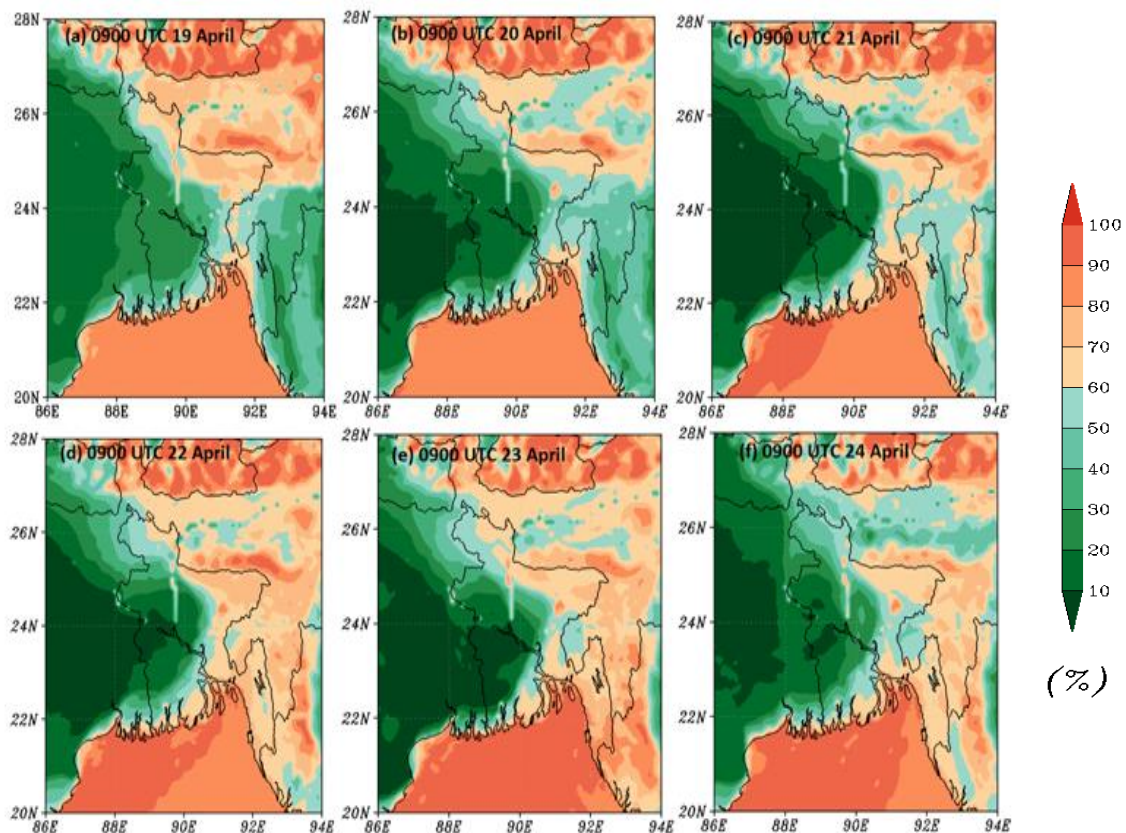 28N (a) 0900 UTC 19 April
26N
24N
22N
20N
86E 88E 90E 92E 94E
28N (b) 0900 UTC 20 April
26N
24N
22N
20N
86E 88E 90E 92E 94E
28N (c) 0900 UTC 21 April
26N
24N
22N
20N
86E 88E 90E 92E 94E
28N (d) 0900 UTC 22 April
26N
24N
22N
20N
86E 88E 90E 92E 94E
28N (e) 0900 UTC 23 April
26N
24N
22N
20N
86E 88E 90E 92E 94E
28N (f) 0900 UTC 24 April
26N
24N
22N
20N
86E 88E 90E 92E 94E
100
90
80
70
60
50
40
30
20
10
(%)